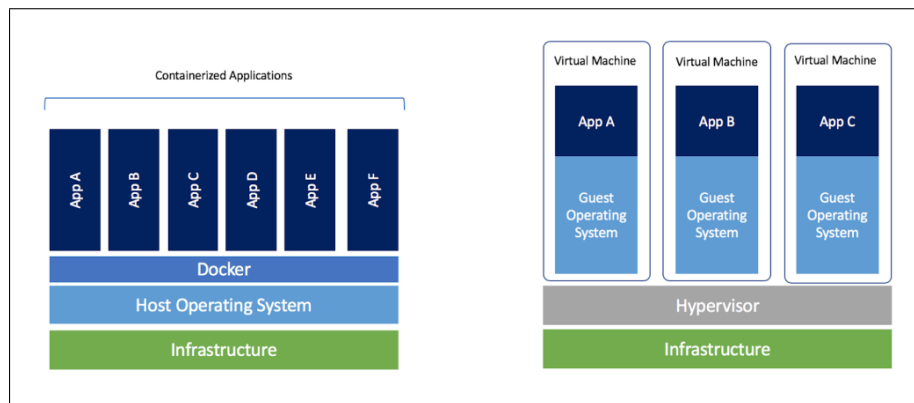 Containerized Applications
App A
App B
App C
App D
App E
App F
Docker
Host Operating System
Infrastructure
Virtual Machine
Virtual Machine
Virtual Machine
App A
App B
App C
Guest
Operating
System
Guest
Operating
System
Guest
Operating
System
Hypervisor
Infrastructure